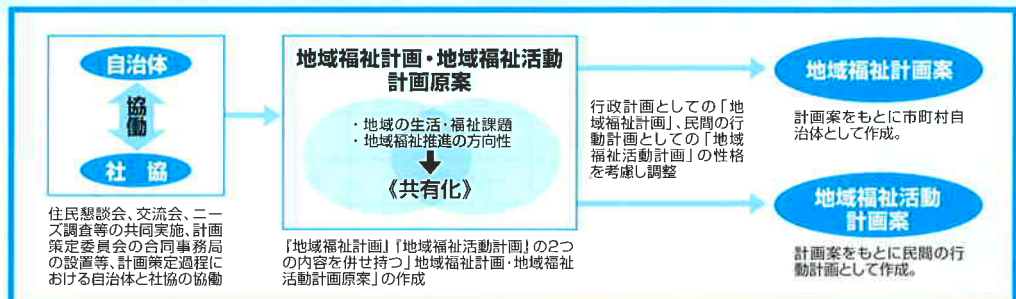 自治体
協働
社協
住民懇談会、交流会、ニー
ズ調査等の共同実施、計画
策定委員会の合同事務局
の設置等、計画策定過程に
おける自治体と社協の協働
地域福祉計画・地域福祉活動
計画原案
・地域の生活・福祉課題
・地域福祉推進の方向性
《共有化》
『地域福祉計画』『地域福祉活動計画』の2つ
の内容を併せ持つ」地域福祉計画・地域福祉
活動計画原案」の作成
行政計画としての「地
域福祉計画」、民間の行
動計画としての「地域
福祉活動計画」の性格
を考慮し調整
地域福祉計画案
計画案をもとに市町村自
治体として作成。
地域福祉活動
計画案
計画案をもとに民間の行
動計画として作成。